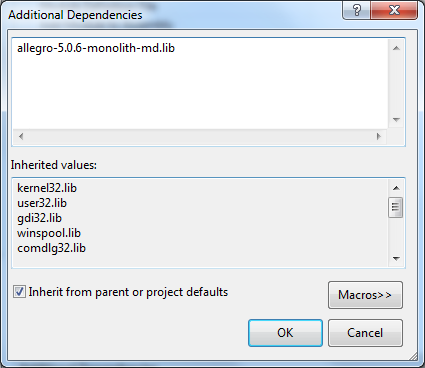 Additional Dependencies
allegro-5.0.6-monolith-md.lib
Inherited values:
kernel32.lib
user32.lib
gdi32.lib
winspool.lib
comdlg32.lib
Inherit from parent or project defaults
Macros>>
OK
Cancel